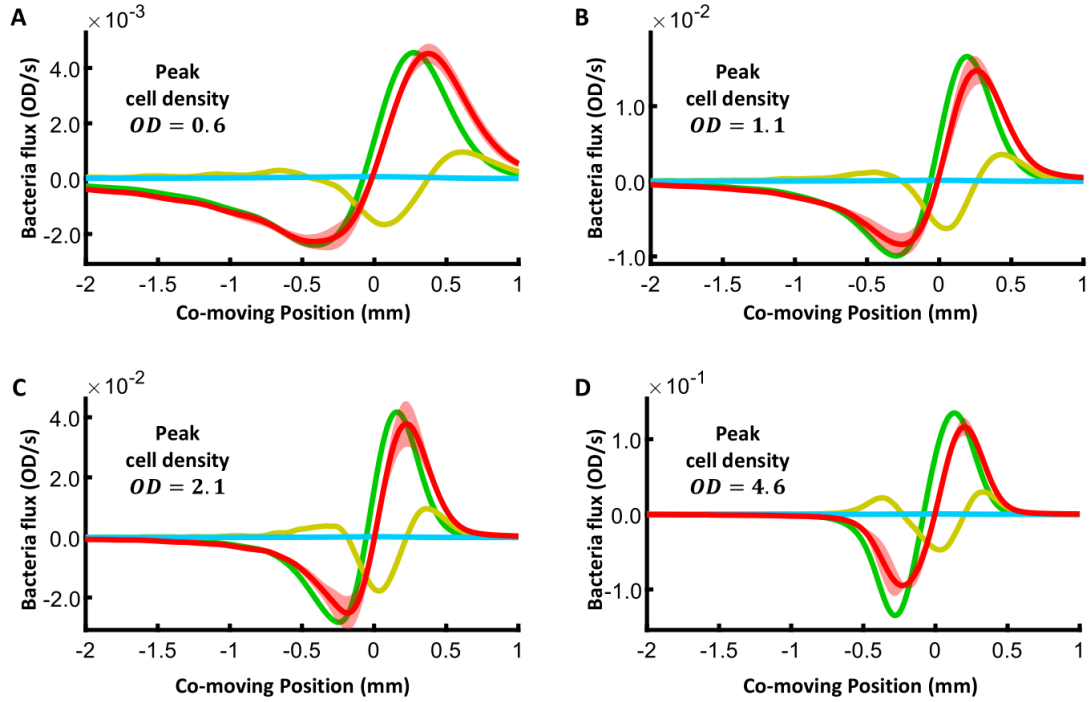 A
×10⁻³
Bacteria flux (OD/s)
4.0
2.0
0.0
-2.0
Peak
cell density
OD = 0.6
-2 -1.5 -1 -0.5 0 0.5 1
Co-moving Position (mm)
B
×10⁻²
Bacteria flux (OD/s)
1.0
0.0
-1.0
Peak
cell density
OD = 1.1
-2 -1.5 -1 -0.5 0 0.5 1
Co-moving Position (mm)
C
×10⁻²
Bacteria flux (OD/s)
4.0
2.0
0.0
-2.0
Peak
cell density
OD = 2.1
-2 -1.5 -1 -0.5 0 0.5 1
Co-moving Position (mm)
D
×10⁻¹
Bacteria flux (OD/s)
1.0
0.0
-1.0
Peak
cell density
OD = 4.6
-2 -1.5 -1 -0.5 0 0.5 1
Co-moving Position (mm)